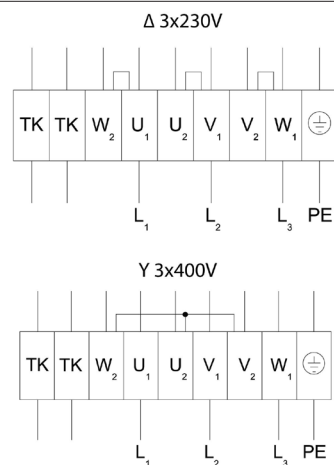 Δ 3x230V
TK TK W₂ U₁ U₂ V₁ V₂ W₁
L₁ L₂ L₃ PE
Y 3x400V
TK TK W₂ U₁ U₂ V₁ V₂ W₁
L₁ L₂ L₃ PE